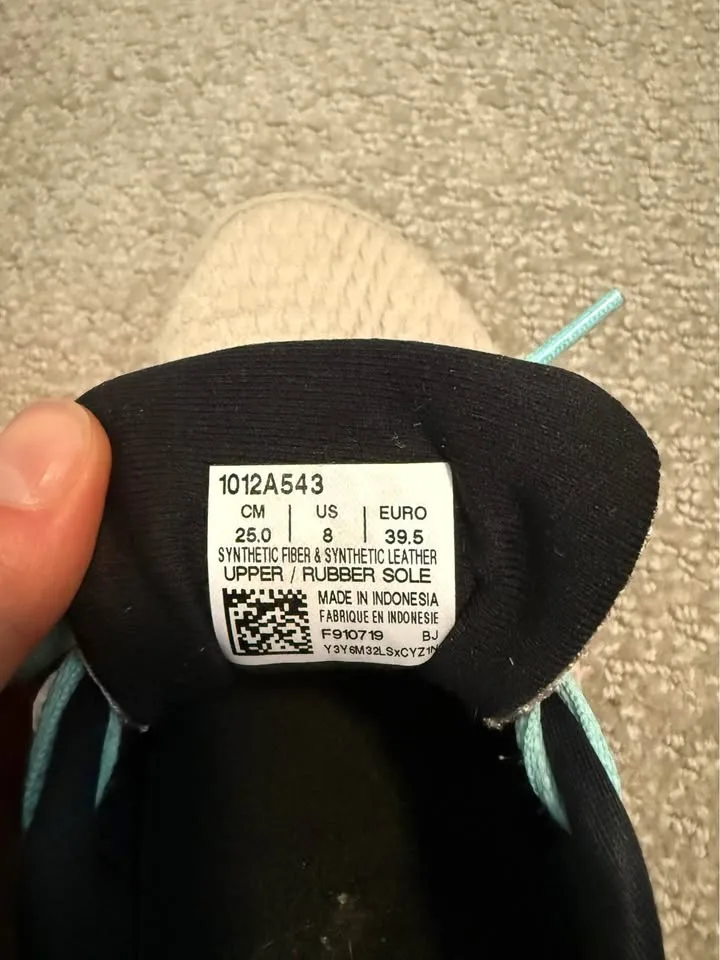 1012A543
CM | US | EURO
25.0 | 8 | 39.5
SYNTHETIC FIBER & SYNTHETIC LEATHER
UPPER / RUBBER SOLE
MADE IN INDONESIA
FABRIQUE EN INDONESIE
F910719 BJ